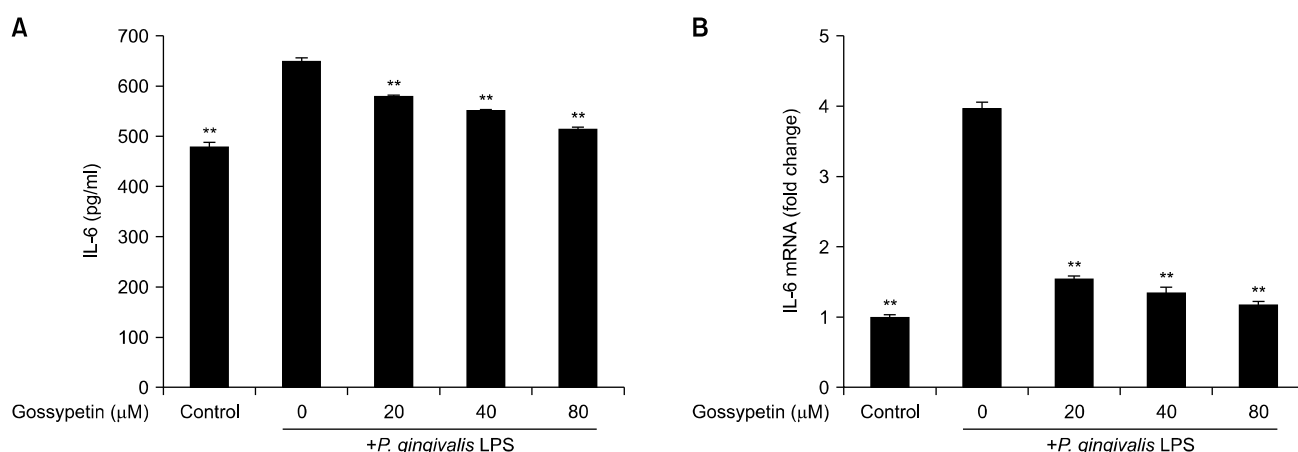 A
700
600
500
400
300
200
100
0
IL-6 (pg/ml)
**
**
**
**
Gossypetin (μM) Control 0 20 40 80
+P. gingivalis LPS
B
5
4
3
2
1
0
IL-6 mRNA (fold change)
**
**
**
**
Gossypetin (μM) Control 0 20 40 80
+P. gingivalis LPS